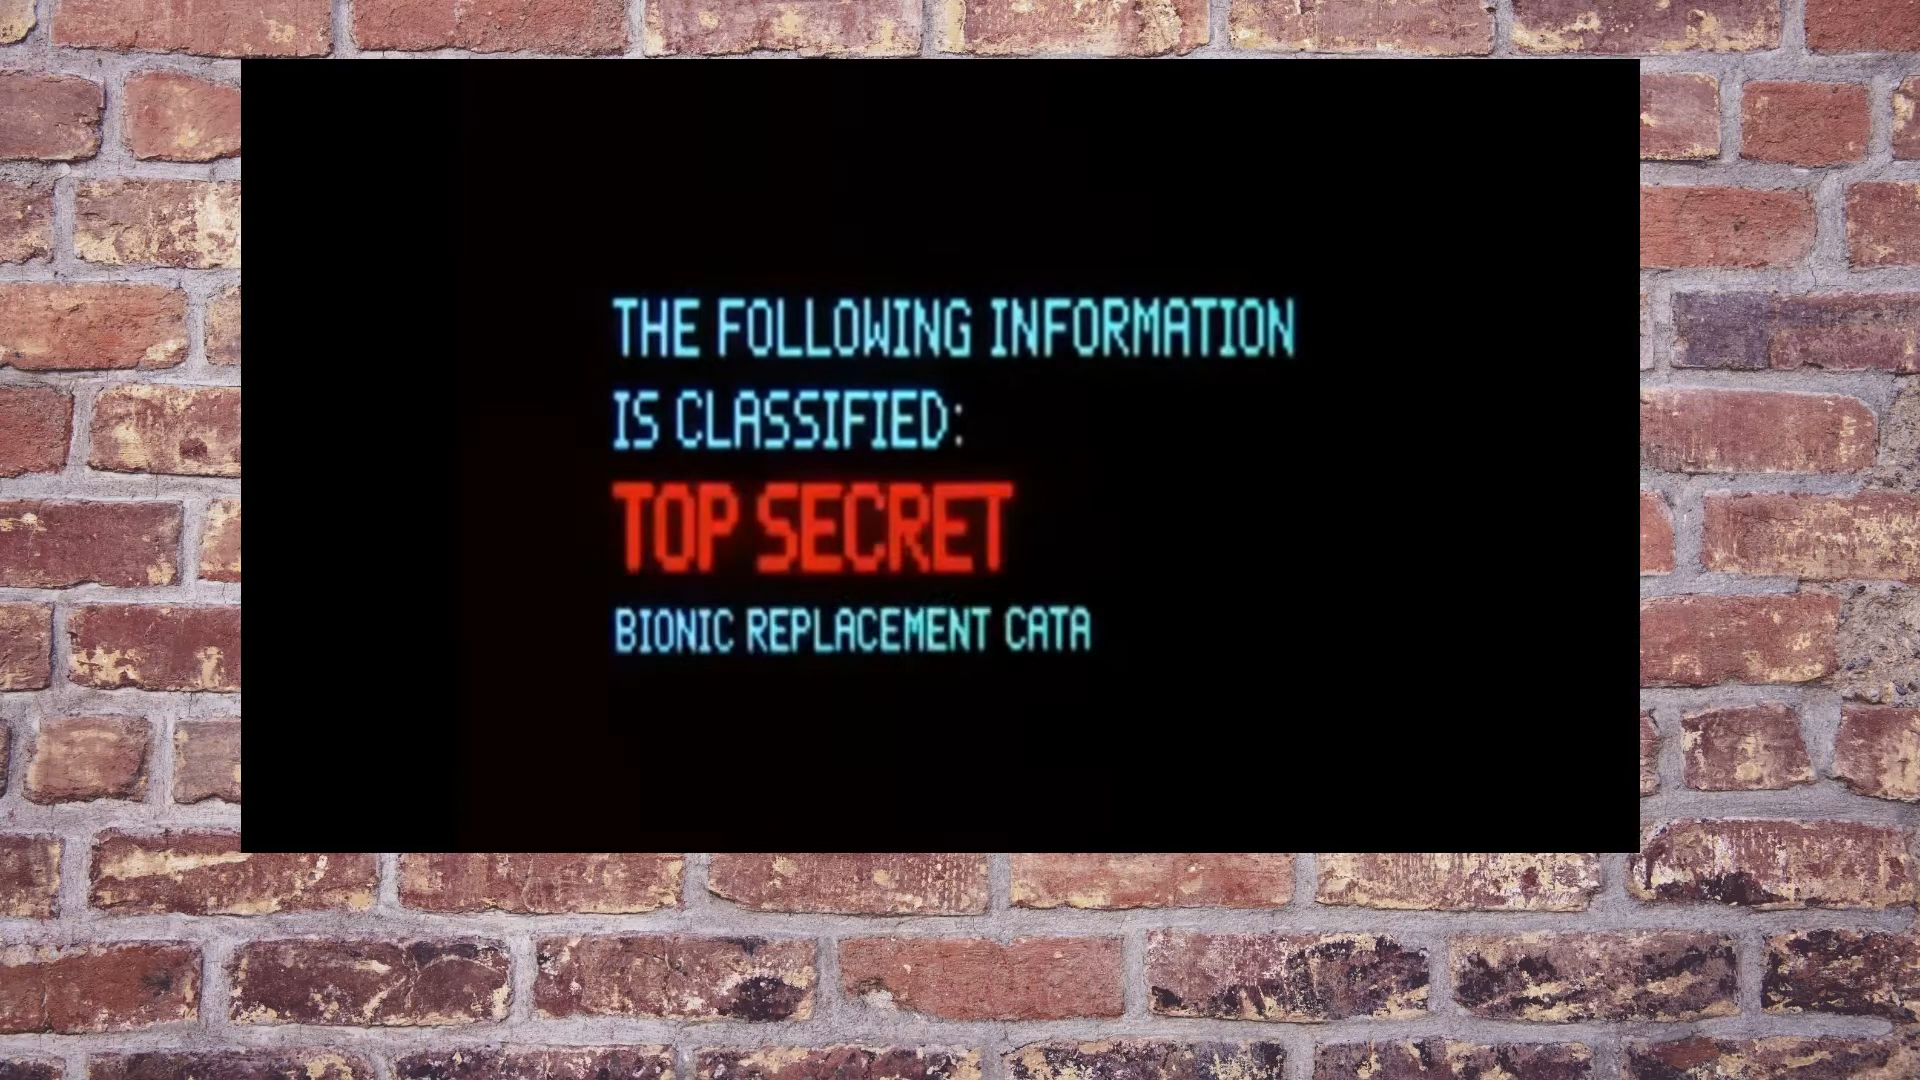 THE FOLLOWING INFORMATION
IS CLASSIFIED:
TOP SECRET
BIONIC REPLACEMENT CATA